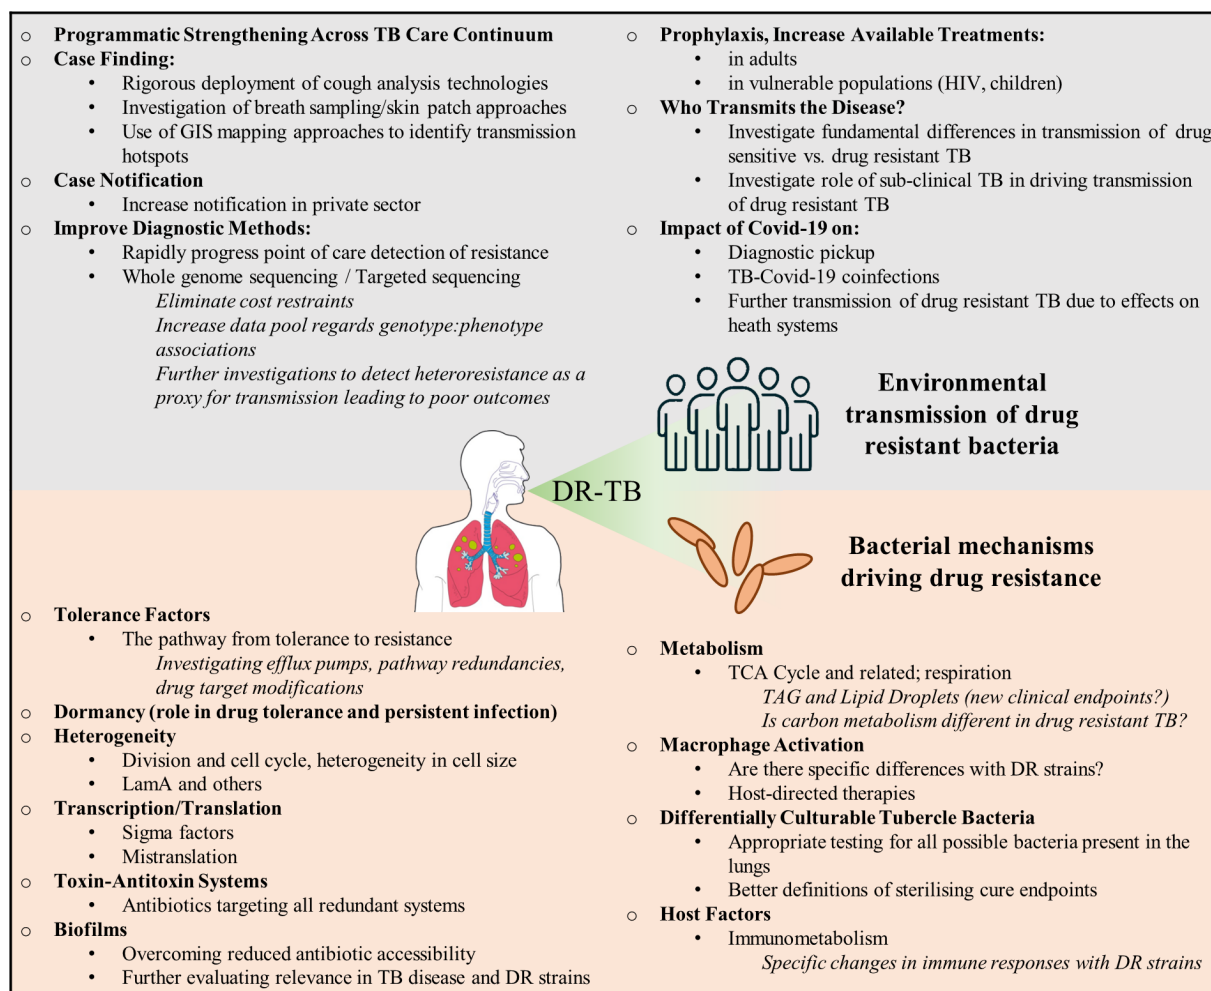 ○ Programmatic Strengthening Across TB Care Continuum
○ Case Finding:
• Rigorous deployment of cough analysis technologies
• Investigation of breath sampling/skin patch approaches
• Use of GIS mapping approaches to identify transmission
hotspots
○ Case Notification
• Increase notification in private sector
○ Improve Diagnostic Methods:
• Rapidly progress point of care detection of resistance
• Whole genome sequencing / Targeted sequencing
Eliminate cost restraints
Increase data pool regards genotype:phenotype
associations
Further investigations to detect heteroresistance as a
proxy for transmission leading to poor outcomes
○ Prophylaxis, Increase Available Treatments:
• in adults
• in vulnerable populations (HIV, children)
○ Who Transmits the Disease?
• Investigate fundamental differences in transmission of drug
sensitive vs. drug resistant TB
• Investigate role of sub-clinical TB in driving transmission
of drug resistant TB
○ Impact of Covid-19 on:
• Diagnostic pickup
• TB-Covid-19 coinfections
• Further transmission of drug resistant TB due to effects on
heath systems
Environmental
transmission of drug
resistant bacteria
DR-TB
Bacterial mechanisms
driving drug resistance
○ Tolerance Factors
• The pathway from tolerance to resistance
Investigating efflux pumps, pathway redundancies,
drug target modifications
○ Dormancy (role in drug tolerance and persistent infection)
○ Heterogeneity
• Division and cell cycle, heterogeneity in cell size
• LamA and others
○ Transcription/Translation
• Sigma factors
• Mistranslation
○ Toxin-Antitoxin Systems
• Antibiotics targeting all redundant systems
○ Biofilms
• Overcoming reduced antibiotic accessibility
• Further evaluating relevance in TB disease and DR strains
○ Metabolism
• TCA Cycle and related; respiration
TAG and Lipid Droplets (new clinical endpoints?)
Is carbon metabolism different in drug resistant TB?
○ Macrophage Activation
• Are there specific differences with DR strains?
• Host-directed therapies
○ Differentially Culturable Tubercle Bacteria
• Appropriate testing for all possible bacteria present in the
lungs
• Better definitions of sterilising cure endpoints
○ Host Factors
• Immunometabolism
Specific changes in immune responses with DR strains